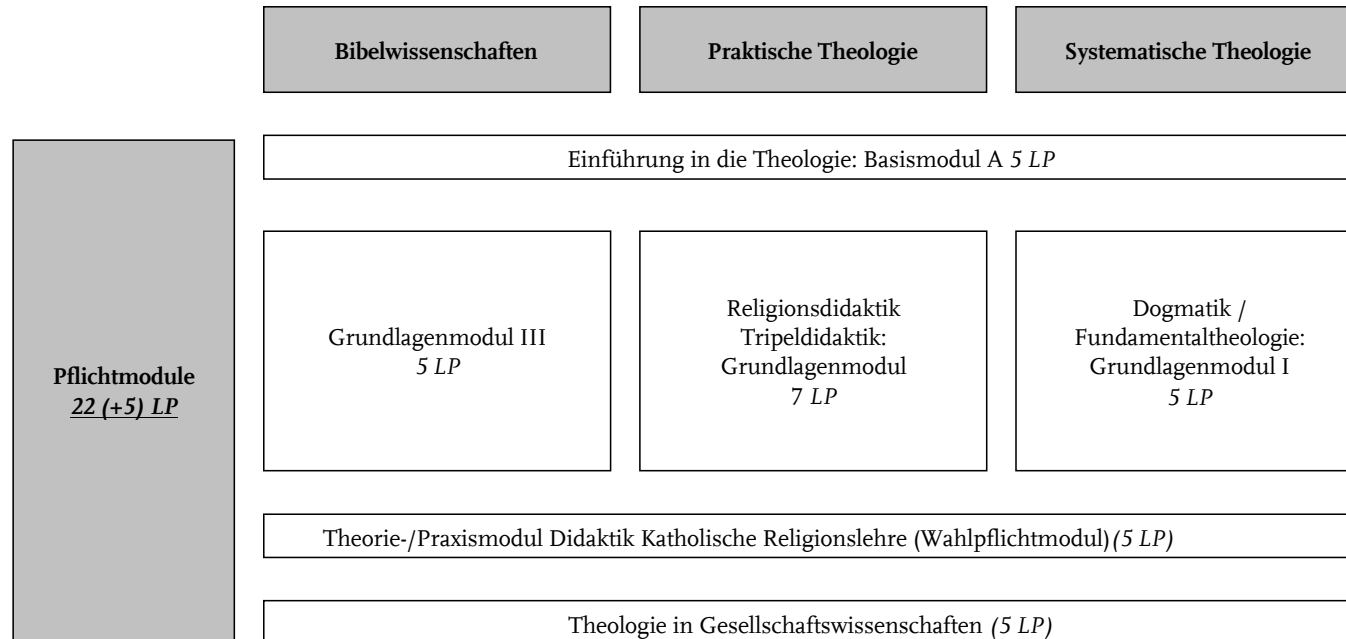 Bibelwissenschaften
Praktische Theologie
Systematische Theologie
Einführung in die Theologie: Basismodul A 5 LP
Pflichtmodule
22 (+5) LP
Grundlagenmodul III
5 LP
Religionsdidaktik
Tripeldidaktik:
Grundlagenmodul
7 LP
Dogmatik /
Fundamentaltheologie:
Grundlagenmodul I
5 LP
Theorie-/Praxismodul Didaktik Katholische Religionslehre (Wahlpflichtmodul) (5 LP)
Theologie in Gesellschaftswissenschaften (5 LP)